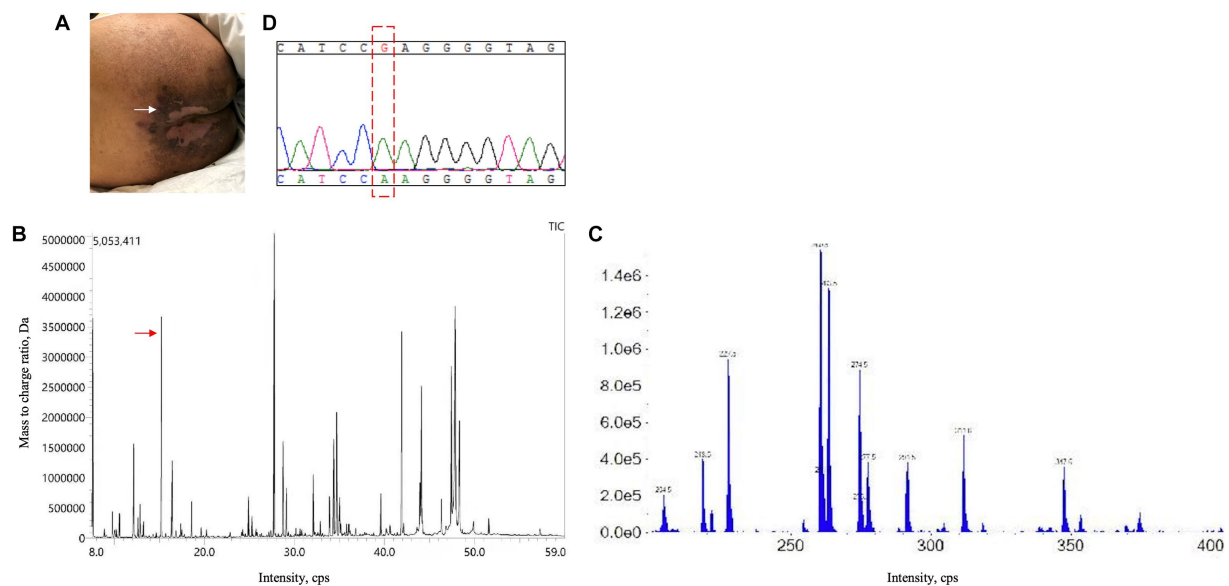 A
D
C A T C C G A G G G G T A G
C A T C C A A G G G G T A G
B
TIC
5,053,411
Mass to charge ratio, Da
5000000
4500000
4000000
3500000
3000000
2500000
2000000
1500000
1000000
500000
0
8.0 20.0 30.0 40.0 50.0 59.0
Intensity, cps
C
1.4e6
1.2e6
1.0e6
8.0e5
6.0e5
4.0e5
2.0e5
0.0e0
274.5
250 300 350 400
Intensity, cps